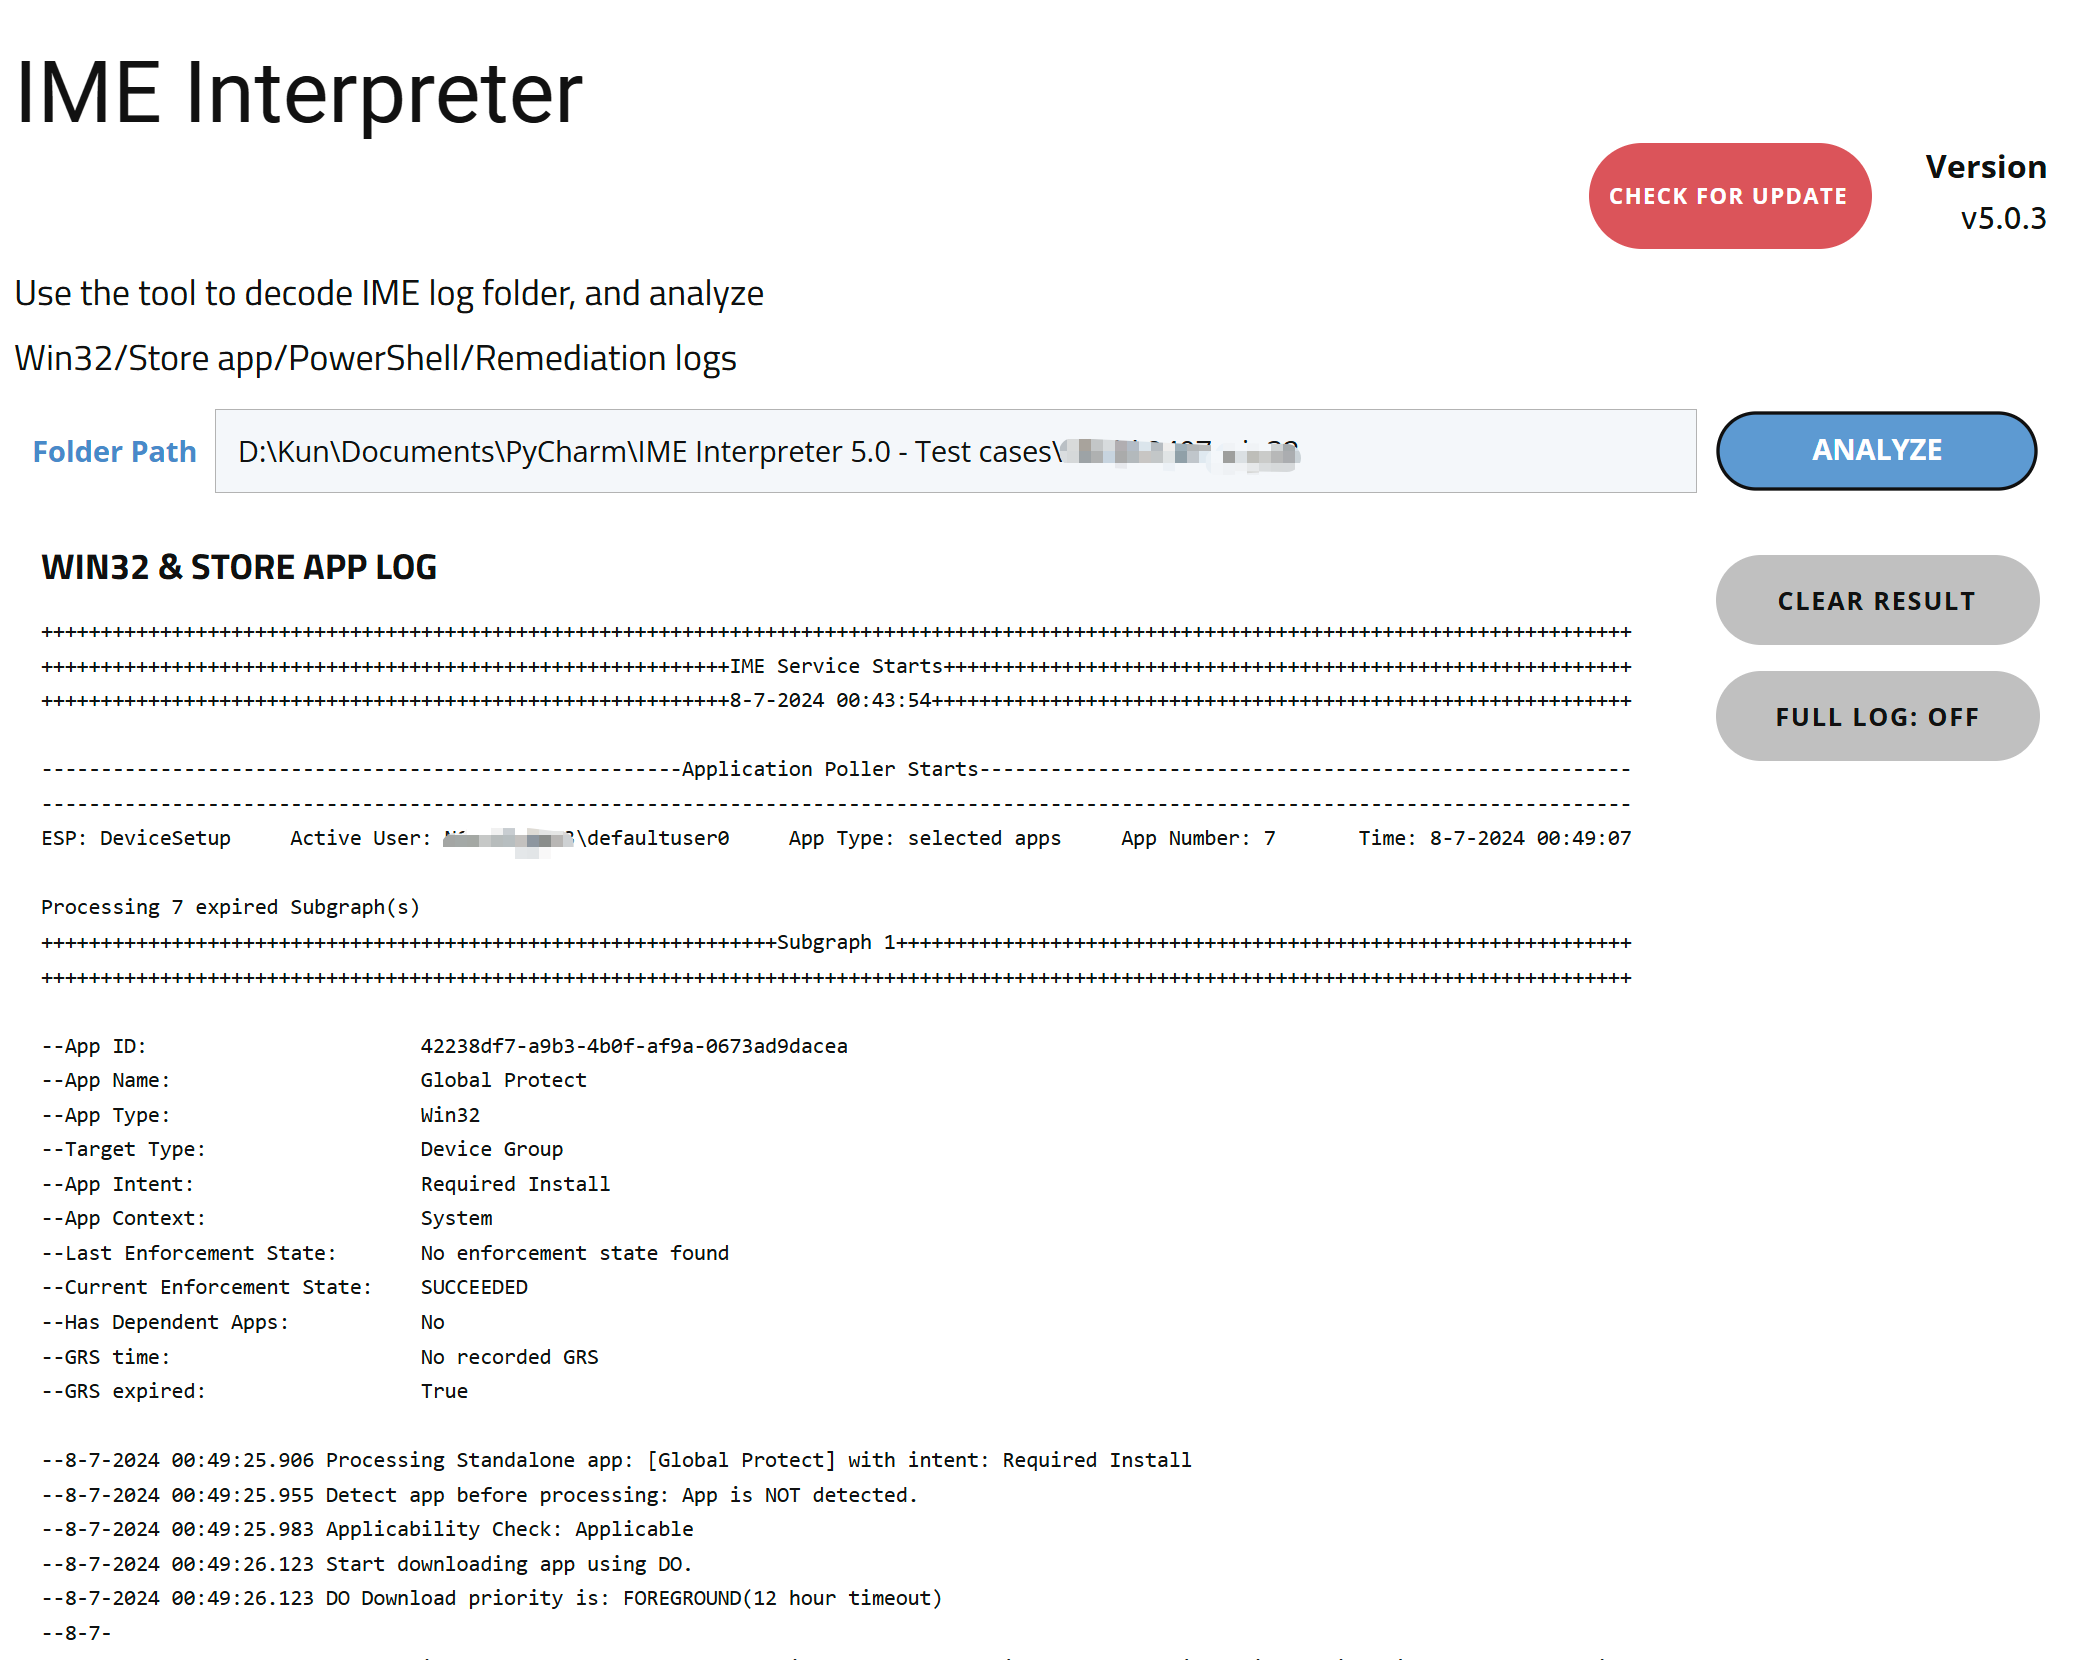 IME Interpreter
CHECK FOR UPDATE
Version
v5.0.3
Use the tool to decode IME log folder, and analyze
Win32/Store app/PowerShell/Remediation logs
Folder Path
D:\Kun\Documents\PyCharm\IME Interpreter 5.0 - Test cases\
ANALYZE
WIN32 & STORE APP LOG
CLEAR RESULT
FULL LOG: OFF
++++++++++++++++++++++++++++++++++++++++++++++++++++++++++++++++++++++++++++++++++++++++++++++++++++++++++++++++++++++++++++++++++++++
++++++++++++++++++++++++++++++++++++++++++++++++++++++++++IME Service Starts++++++++++++++++++++++++++++++++++++++++++++++++++++++++++
++++++++++++++++++++++++++++++++++++++++++++++++++++++++++8-7-2024 00:43:54+++++++++++++++++++++++++++++++++++++++++++++++++++++++++++
------------------------------------------------------Application Poller Starts-------------------------------------------------------
--------------------------------------------------------------------------------------------------------------------------------------
ESP: DeviceSetup     Active User: \defaultuser0     App Type: selected apps     App Number: 7       Time: 8-7-2024 00:49:07
Processing 7 expired Subgraph(s)
++++++++++++++++++++++++++++++++++++++++++++++++++++++++++++++Subgraph 1++++++++++++++++++++++++++++++++++++++++++++++++++++++++++++++
++++++++++++++++++++++++++++++++++++++++++++++++++++++++++++++++++++++++++++++++++++++++++++++++++++++++++++++++++++++++++++++++++++++
--App ID:                       42238df7-a9b3-4b0f-af9a-0673ad9dacea
--App Name:                     Global Protect
--App Type:                     Win32
--Target Type:                  Device Group
--App Intent:                   Required Install
--App Context:                  System
--Last Enforcement State:       No enforcement state found
--Current Enforcement State:    SUCCEEDED
--Has Dependent Apps:           No
--GRS time:                     No recorded GRS
--GRS expired:                  True
--8-7-2024 00:49:25.906 Processing Standalone app: [Global Protect] with intent: Required Install
--8-7-2024 00:49:25.955 Detect app before processing: App is NOT detected.
--8-7-2024 00:49:25.983 Applicability Check: Applicable
--8-7-2024 00:49:26.123 Start downloading app using DO.
--8-7-2024 00:49:26.123 DO Download priority is: FOREGROUND(12 hour timeout)
--8-7-